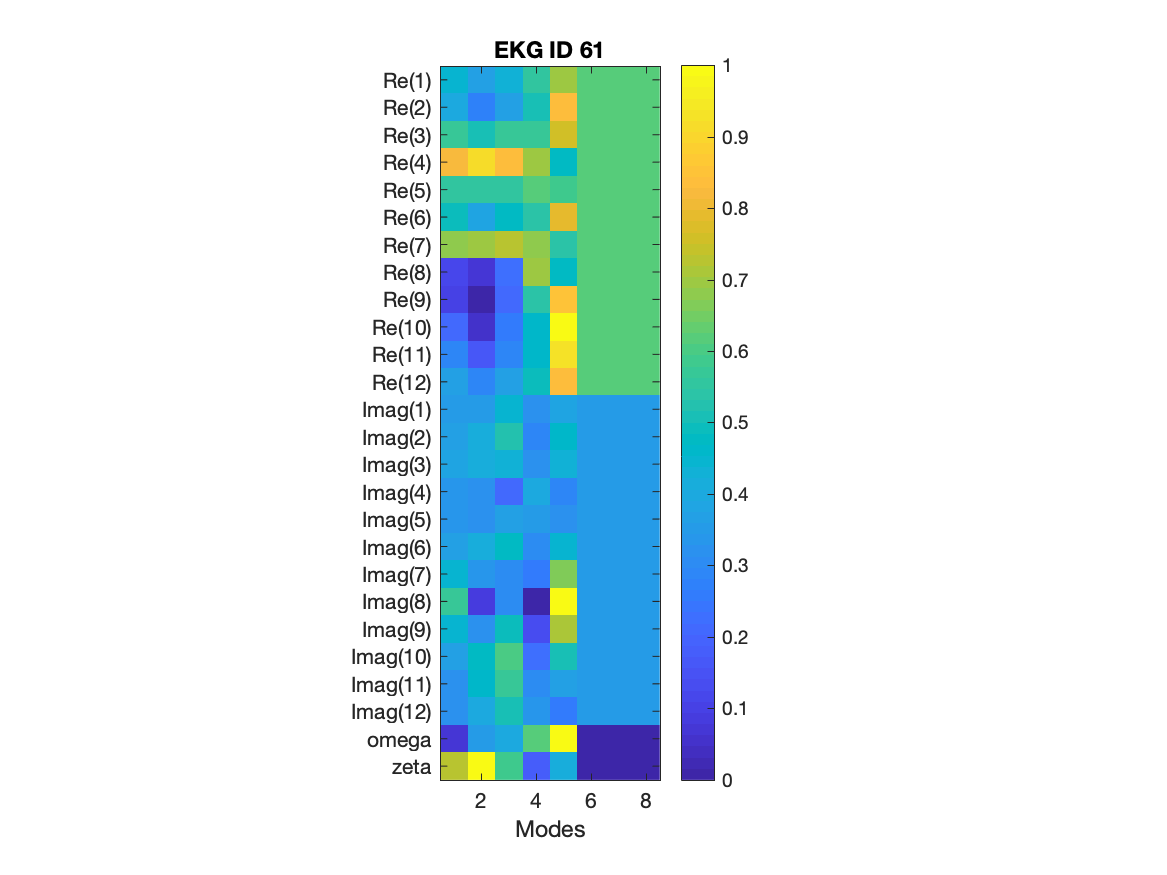 EKG ID 61
Re(1)
Re(2)
Re(3)
Re(4)
Re(5)
Re(6)
Re(7)
Re(8)
Re(9)
Re(10)
Re(11)
Re(12)
Imag(1)
Imag(2)
Imag(3)
Imag(4)
Imag(5)
Imag(6)
Imag(7)
Imag(8)
Imag(9)
Imag(10)
Imag(11)
Imag(12)
omega
zeta
2 4 6 8
Modes
1
0.9
0.8
0.7
0.6
0.5
0.4
0.3
0.2
0.1
0